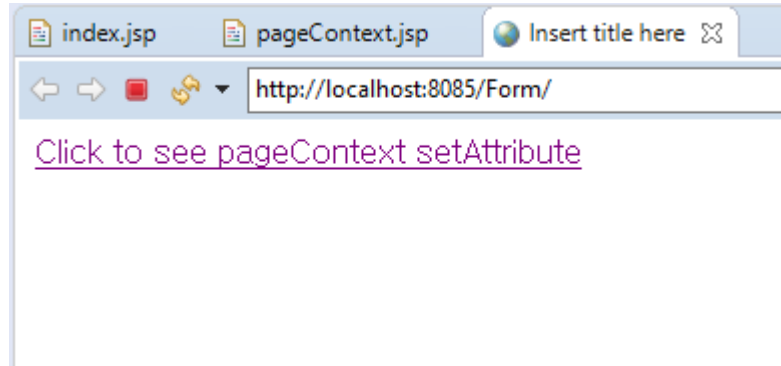 index.jsp pageContext.jsp Insert title here
http://localhost:8085/Form/
Click to see pageContext setAttribute